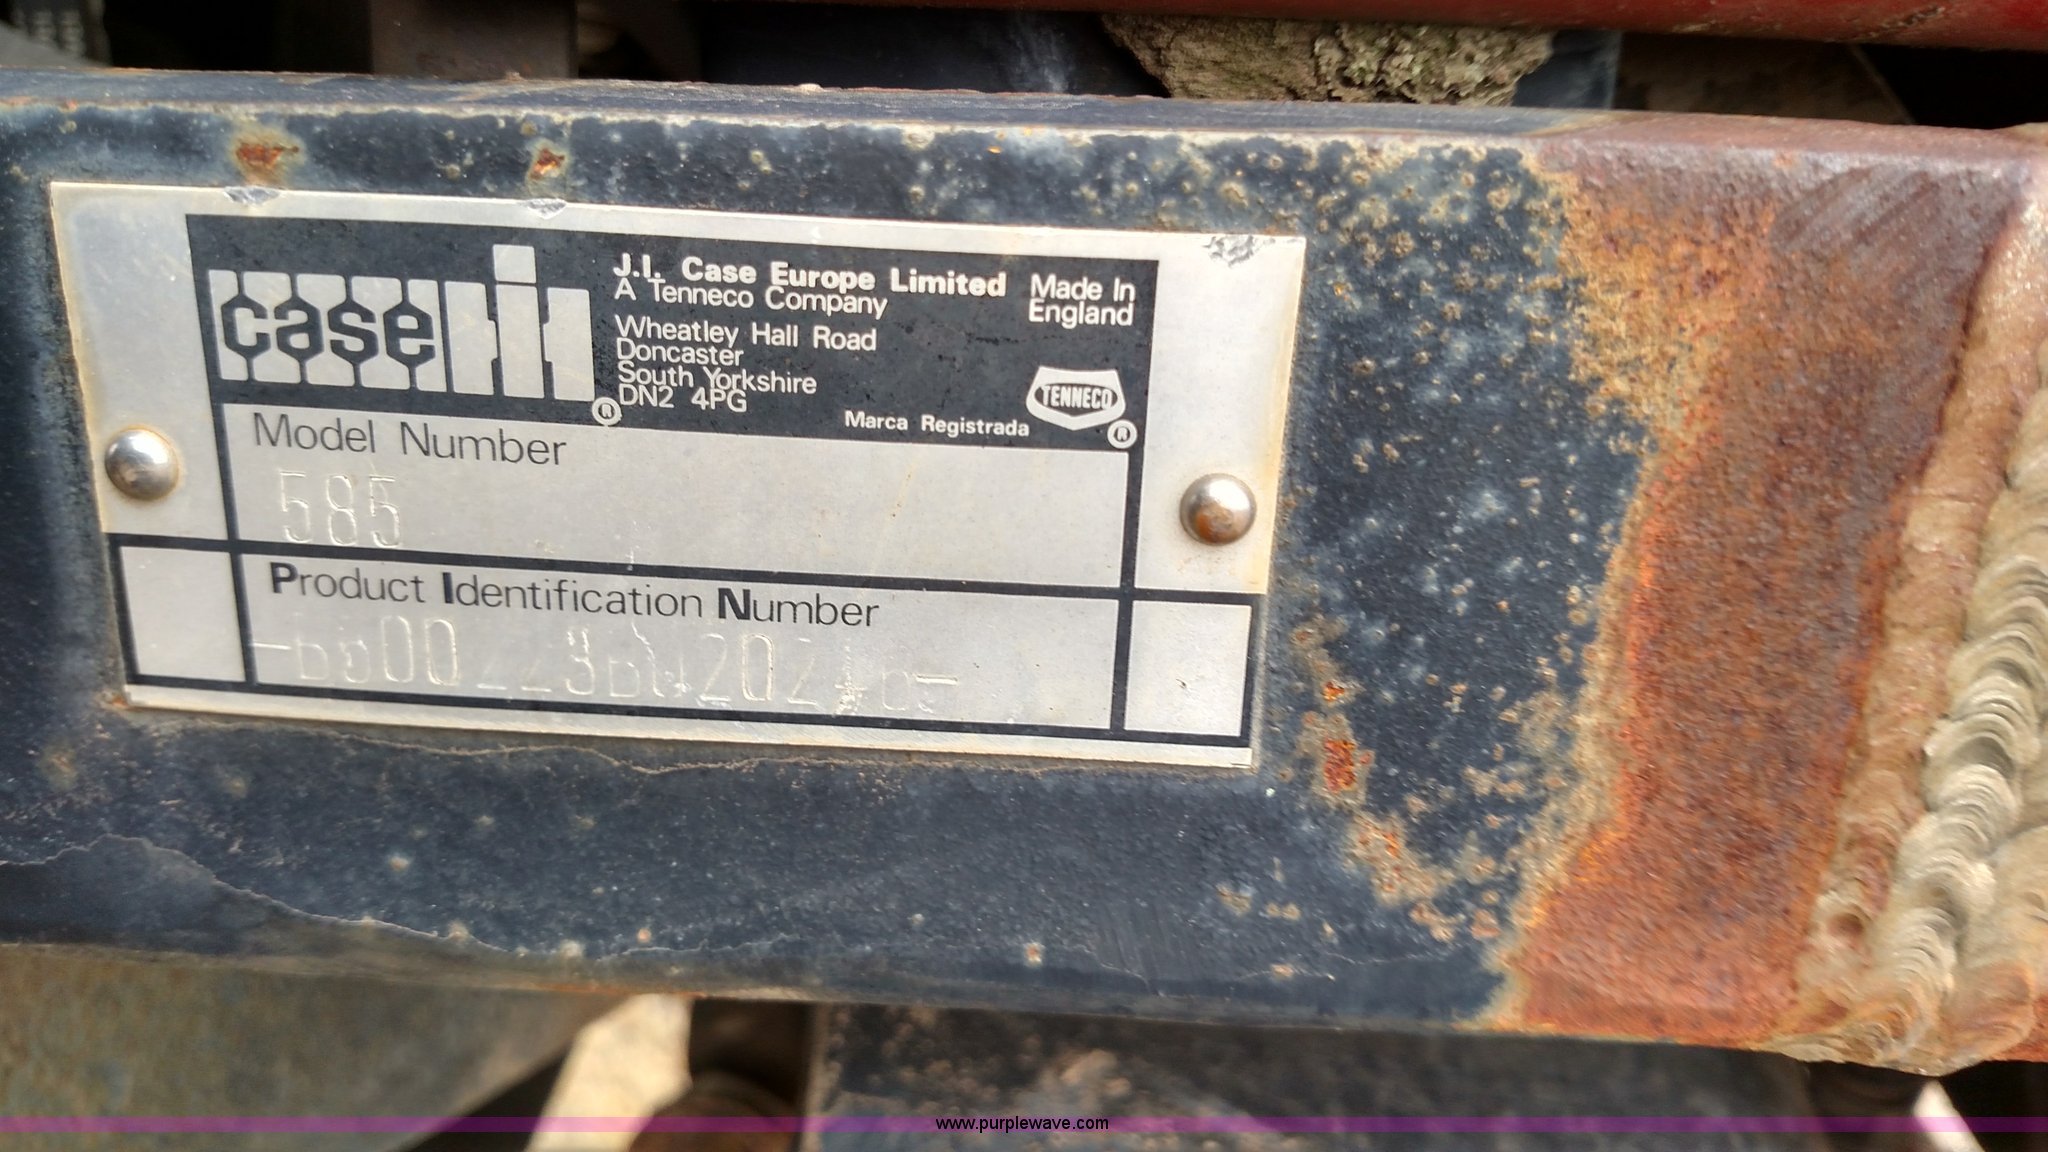 case IH ®
J.I. Case Europe Limited
A Tenneco Company
Wheatley Hall Road
Doncaster
South Yorkshire
DN2 4PG
Made In
England
TENNECO ®
Marca Registrada
Model Number
585
Product Identification Number
www.purplewave.com